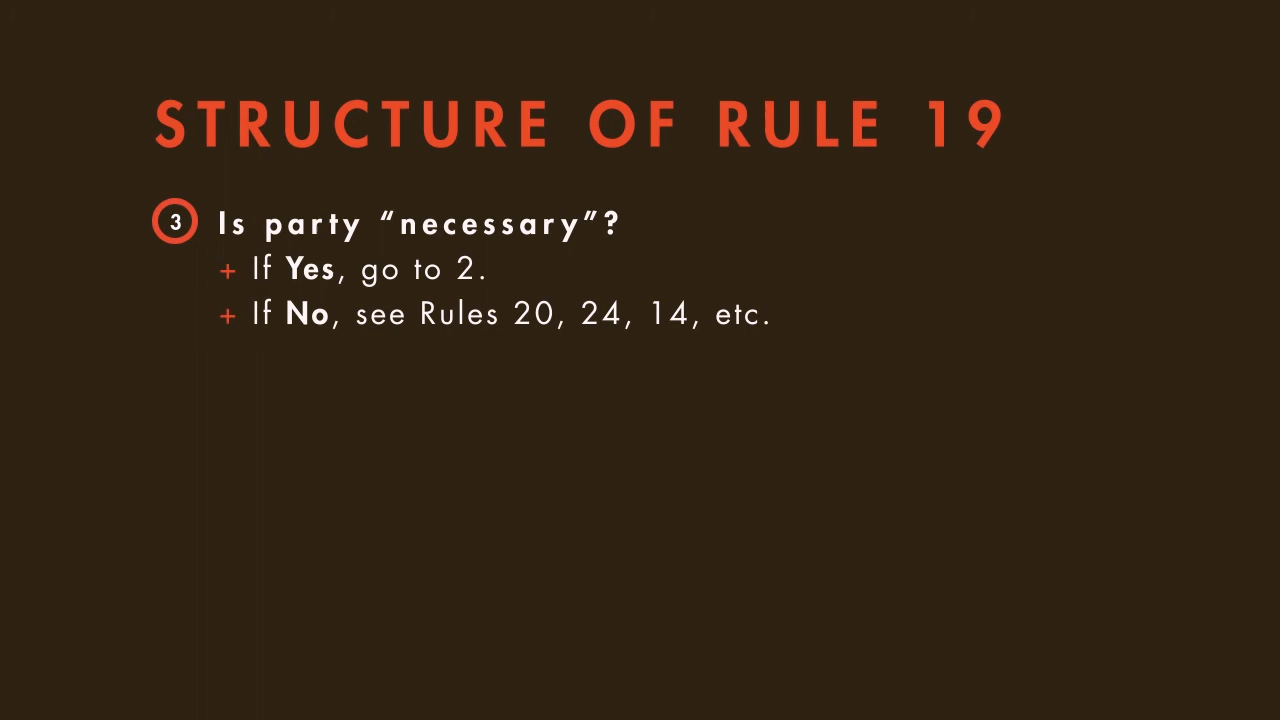 STRUCTURE OF RULE 19
3 Is party “necessary”?
+ If Yes, go to 2.
+ If No, see Rules 20, 24, 14, etc.